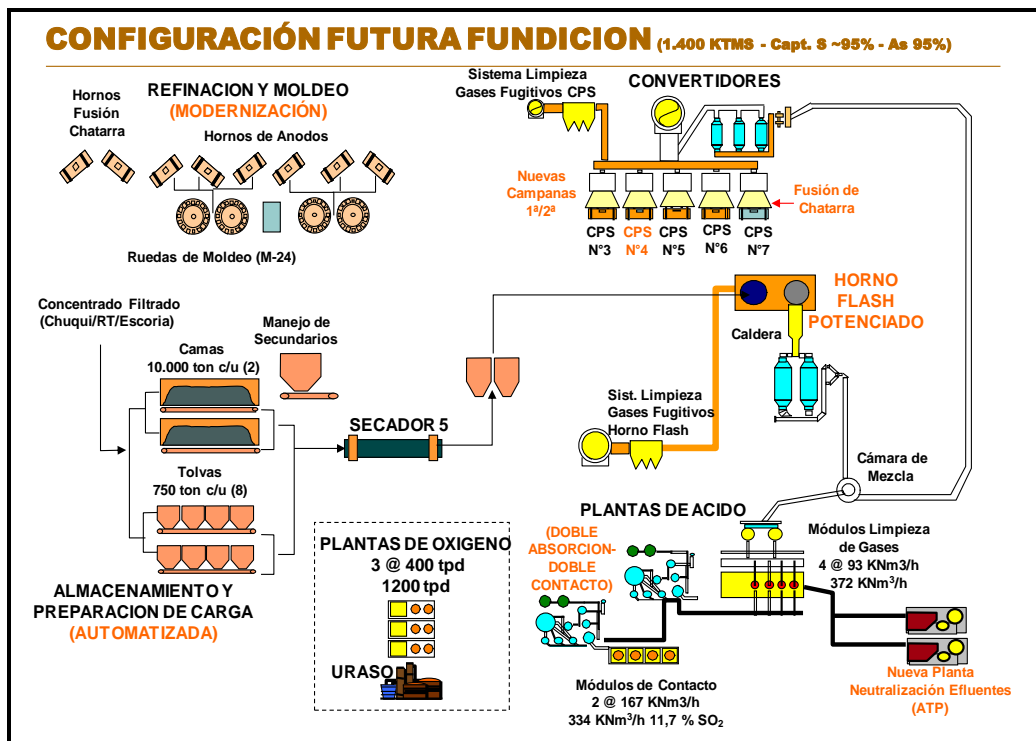 CONFIGURACIÓN FUTURA FUNDICION (1.400 KTMS - Capt. S ~95% - As 95%)
Hornos
Fusión
Chatarra
REFINACION Y MOLDEO
(MODERNIZACIÓN)
Hornos de Anodos
Ruedas de Moldeo (M-24)
Sistema Limpieza
Gases Fugitivos CPS
CONVERTIDORES
Nuevas
Campanas
1ª/2ª
Fusión de
Chatarra
CPS
N°3
CPS
N°4
CPS
N°5
CPS
N°6
CPS
N°7
Concentrado Filtrado
(Chuqui/RT/Escoria)
Camas
10.000 ton c/u (2)
Manejo de
Secundarios
Tolvas
750 ton c/u (8)
SECADOR 5
ALMACENAMIENTO Y
PREPARACION DE CARGA
(AUTOMATIZADA)
HORNO
FLASH
POTENCIADO
Caldera
Sist. Limpieza
Gases Fugitivos
Horno Flash
Cámara de
Mezcla
PLANTAS DE OXIGENO
3 @ 400 tpd
1200 tpd
URASO
PLANTAS DE ACIDO
(DOBLE
ABSORCION-
DOBLE
CONTACTO)
Módulos Limpieza
de Gases
4 @ 93 KNm3/h
372 KNm³/h
Módulos de Contacto
2 @ 167 KNm3/h
334 KNm³/h 11,7 % SO₂
Nueva Planta
Neutralización Efluentes
(ATP)